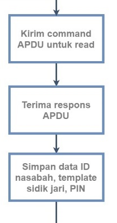 Kirim command
APDU untuk read
Terima respons
APDU
Simpan data ID
nasabah, template
sidik jari, PIN